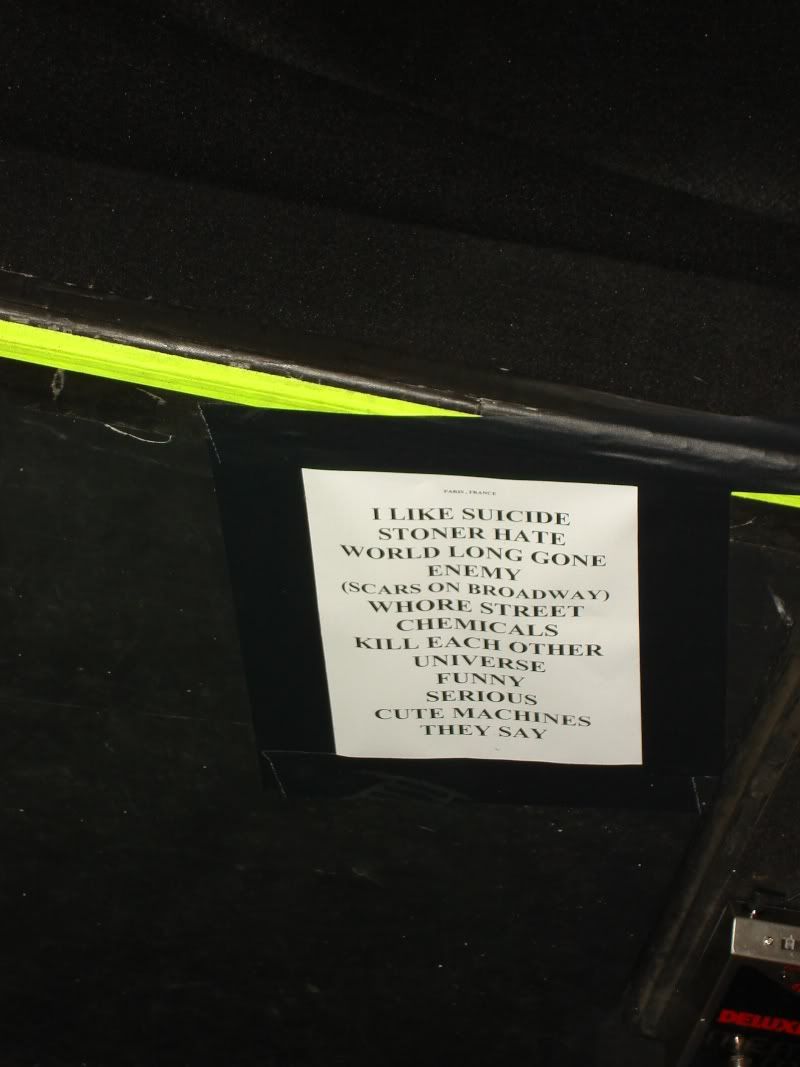 PARIS, FRANCE
I LIKE SUICIDE
STONER HATE
WORLD LONG GONE
ENEMY
(SCARS ON BROADWAY)
WHORE STREET
CHEMICALS
KILL EACH OTHER
UNIVERSE
FUNNY
SERIOUS
CUTE MACHINES
THEY SAY
DELUXE